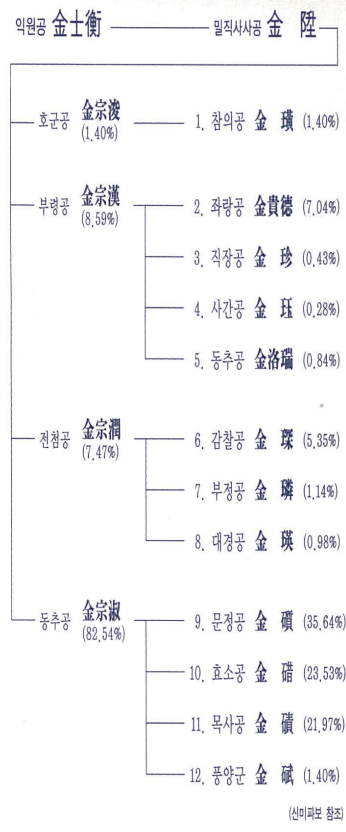 익원공 金士衡 밀직사사공 金 陞
호군공 金宗浚 (1.40%)
1. 참의공 金 璜 (1.40%)
부령공 金宗漢 (8.59%)
2. 좌랑공 金貴德 (7.04%)
3. 직장공 金 珍 (0.43%)
4. 사간공 金 珏 (0.28%)
5. 동추공 金洛瑞 (0.84%)
전첨공 金宗潤 (7.47%)
6. 감찰공 金 琛 (5.35%)
7. 부정공 金 璘 (1.14%)
8. 대경공 金 瑛 (0.98%)
동추공 金宗淑 (82.54%)
9. 문정공 金 礩 (35.64%)
10. 효소공 金 碏 (23.53%)
11. 목사공 金 磧 (21.97%)
12. 풍양군 金 碔 (1.40%)
(신미파보 참조)